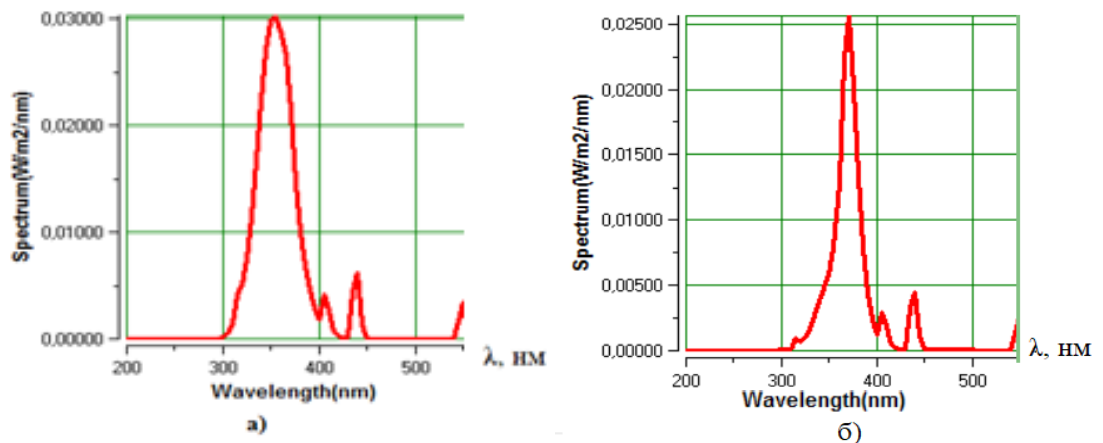 0,03000
0,02000
0,01000
0,00000
Spectrum(W/m2/nm)
200
300
400
500
λ, нм
Wavelength(nm)
а)
0,02500
0,02000
0,01500
0,01000
0,00500
0,00000
Spectrum(W/m2/nm)
200
300
400
500
λ, нм
Wavelength(nm)
б)